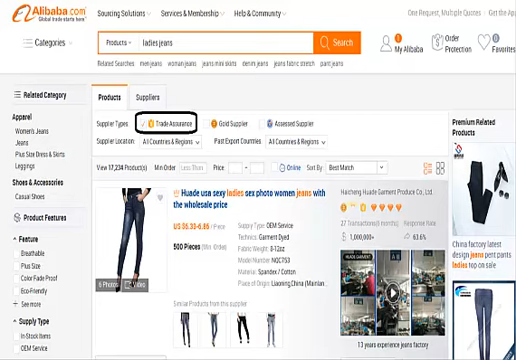 Alibaba.com
Global trade starts here.
Sourcing Solutions
Services & Membership
Help & Community
One Request, Multiple Quotes
Get the Ap
Categories
Products
ladies jeans
Search
My Alibaba
Order Protection
Favorites
Related Searches men jeans woman jeans jeans mini skirts denim jeans jeans fabric stretch pant jeans
Related Category
Apparel
Women's Jeans
Jeans
Plus Size Dress & Skirts
Leggings
Shoes & Accessories
Casual Shoes
Product Features
Feature
Breathable
Plus Size
Color Fade Proof
Eco-Friendly
See more
Supply Type
In-Stock Items
OEM Service
Products
Suppliers
Supplier Types
Trade Assurance
Gold Supplier
Assessed Supplier
Supplier Location: All Countries & Regions
Past Export Countries: All Countries & Regions
View 17,234 Product(s)
Min Order
Less Than
Price
Online
Sort By
Best Match
Huade usa sexy ladies sex photo women jeans with the wholesale price
US $5.33-6.86 / Piece
500 Pieces (Min. Order)
Supply Type: OEM Service
Technics: Garment Dyed
Weight: 8-12oz
Model Number: NQC753
Material: Spandex / Cotton
Place of Origin: Liaoning,China (Mainlan...
6 Photos
Video
Similar Products from this supplier
Haicheng Huade Garment Produce Co., Ltd.
27 Transactions(6 months)
Response Rate
1,000,000+
63.6%
HUADE GARMENT
13 years experience jeans factory
Premium Related Products
China factory latest design jeans pent pants ladies top on sale